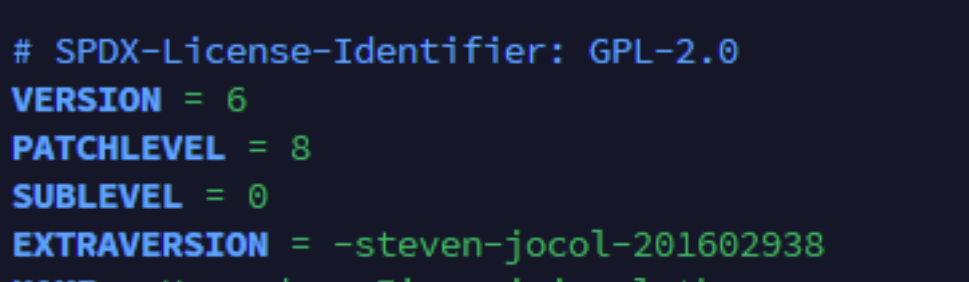 # SPDX-License-Identifier: GPL-2.0
VERSION = 6
PATCHLEVEL = 8
SUBLEVEL = 0
EXTRAVERSION = -steven-jocol-201602938